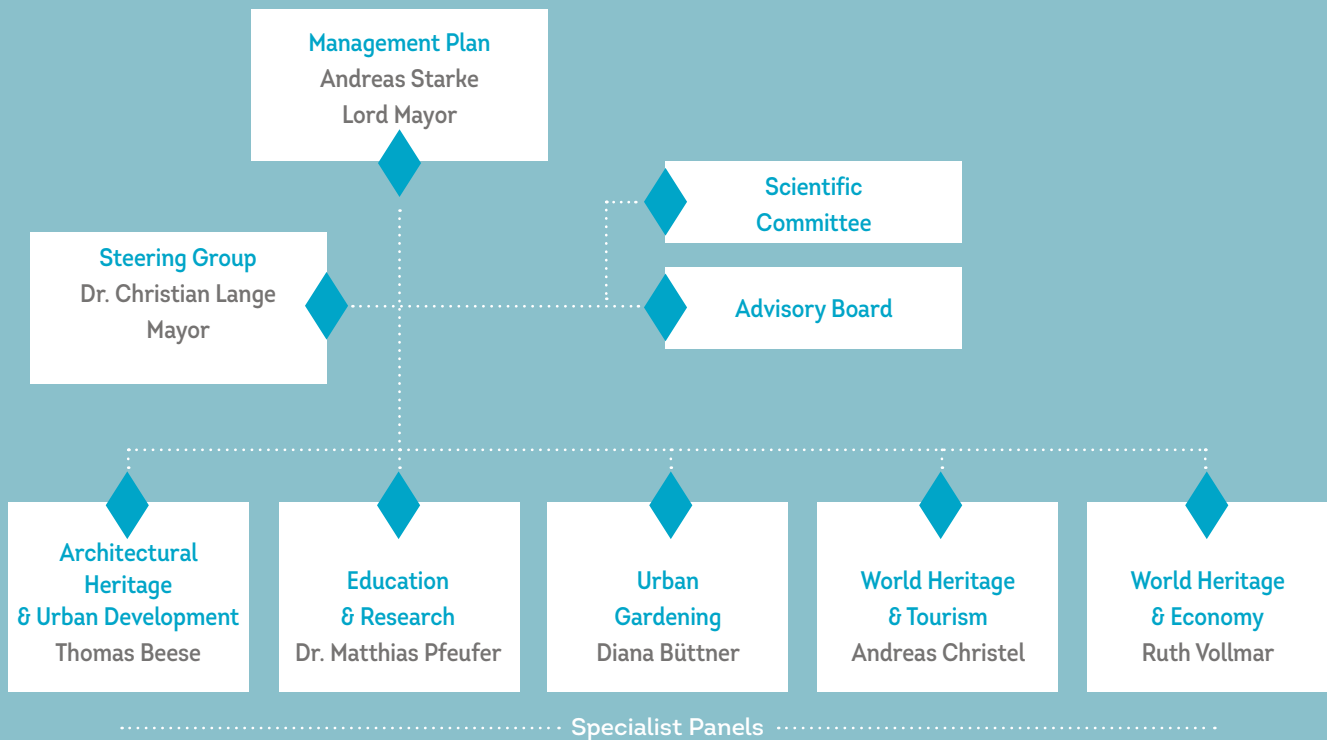 Management Plan
Andreas Starke
Lord Mayor
Scientific
Committee
Steering Group
Dr. Christian Lange
Mayor
Advisory Board
Architectural
Heritage
& Urban Development
Thomas Beese
Education
& Research
Dr. Matthias Pfeufer
Urban
Gardening
Diana Büttner
World Heritage
& Tourism
Andreas Christel
World Heritage
& Economy
Ruth Vollmar
Specialist Panels